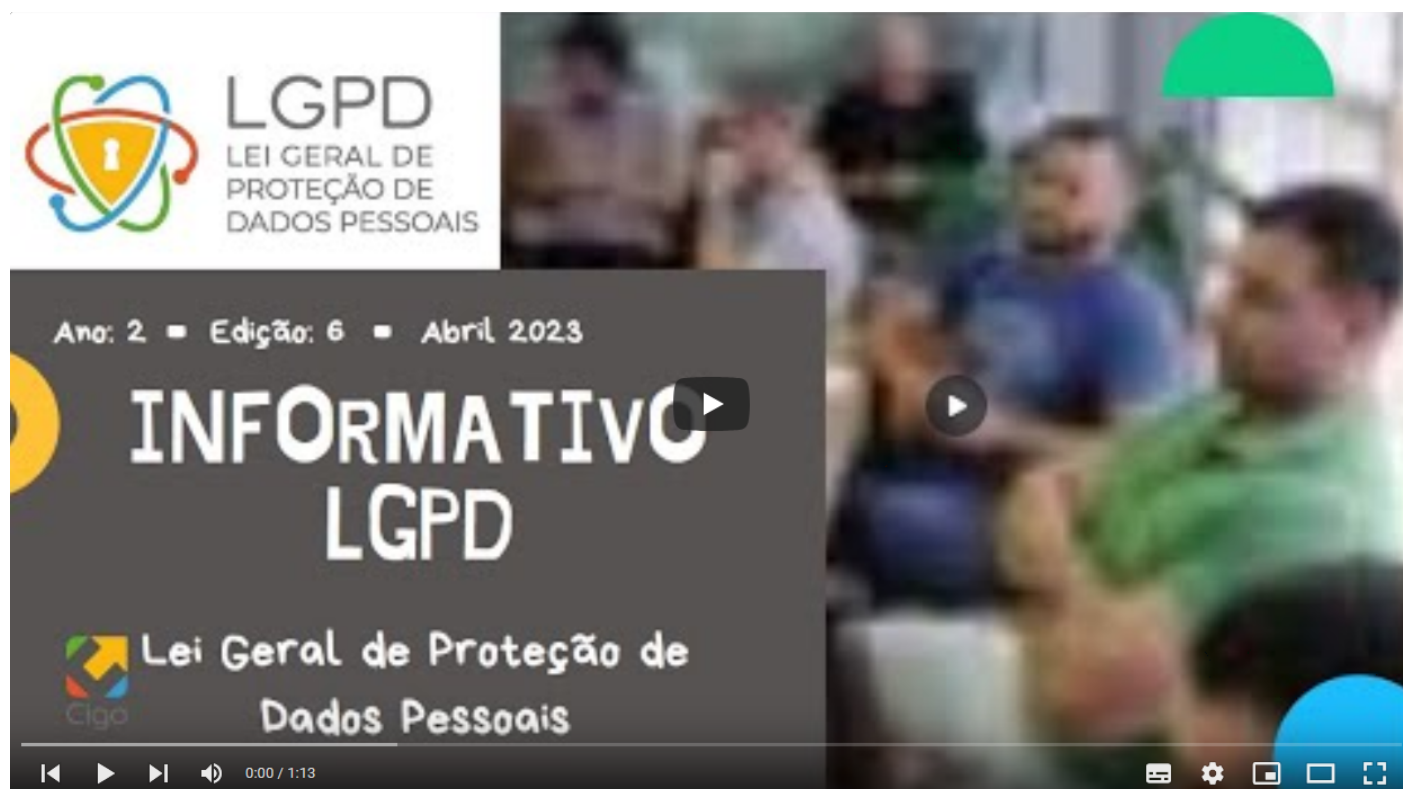 LGPD
LEI GERAL DE
PROTEÇÃO DE
DADOS PESSOAIS
Ano: 2 - Edição: 6 - Abril 2023
INFORMATIVO
LGPD
Lei Geral de Proteção de
Dados Pessoais
Cigo
0:00 / 1:13